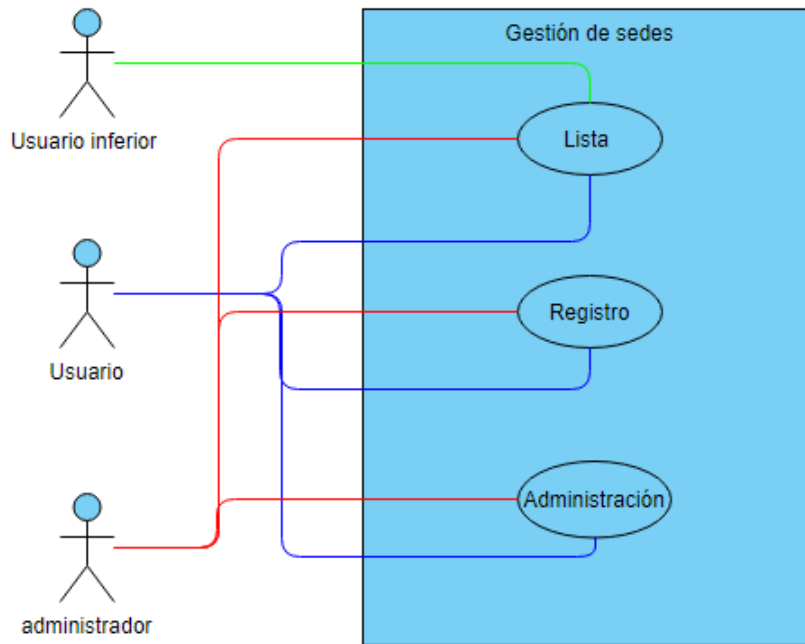 Gestión de sedes
Usuario inferior
Lista
Usuario
Registro
administrador
Administración